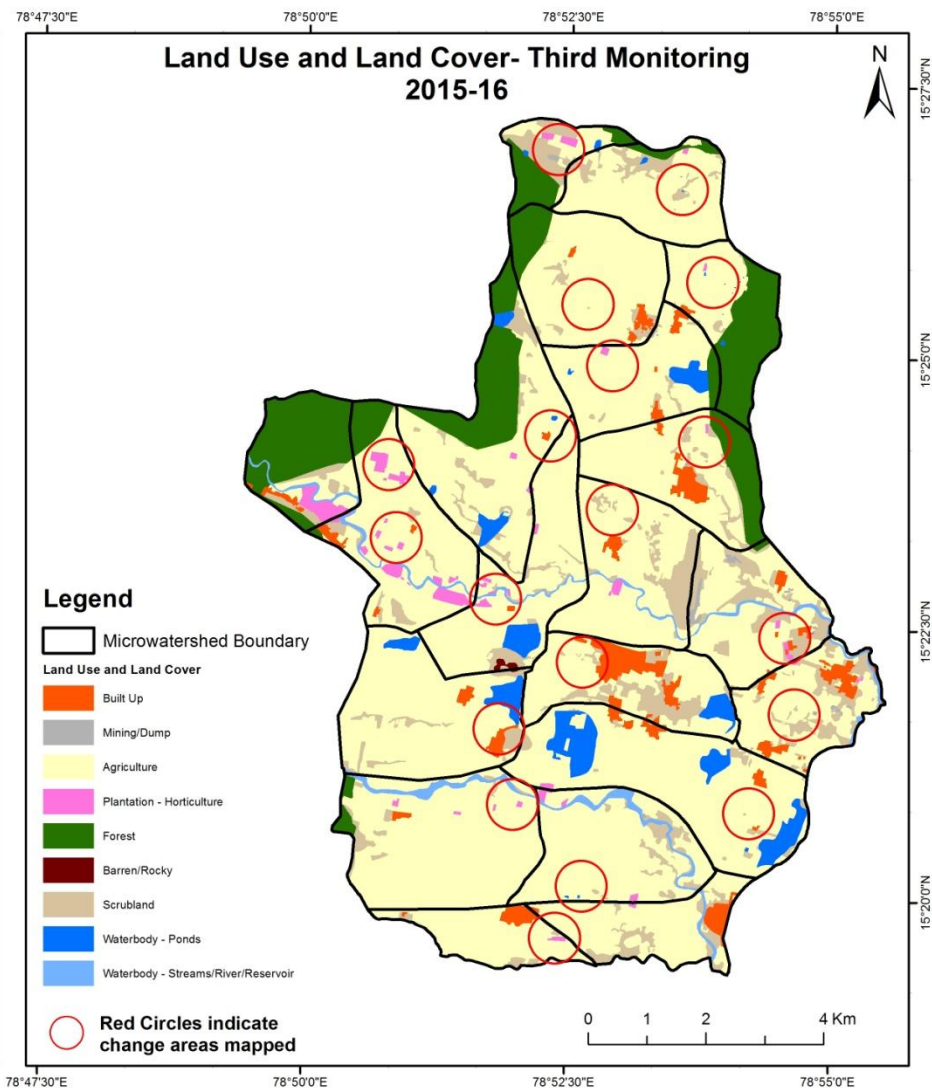 78°47'30"E 78°50'0"E 78°52'30"E 78°55'0"E
Land Use and Land Cover- Third Monitoring
2015-16
N
15°27'30"N
15°25'0"N
15°22'30"N
15°20'0"N
Legend
Microwatershed Boundary
Land Use and Land Cover
Built Up
Mining/Dump
Agriculture
Plantation - Horticulture
Forest
Barren/Rocky
Scrubland
Waterbody - Ponds
Waterbody - Streams/River/Reservoir
Red Circles indicate
change areas mapped
0 1 2 4 Km
78°47'30"E 78°50'0"E 78°52'30"E 78°55'0"E